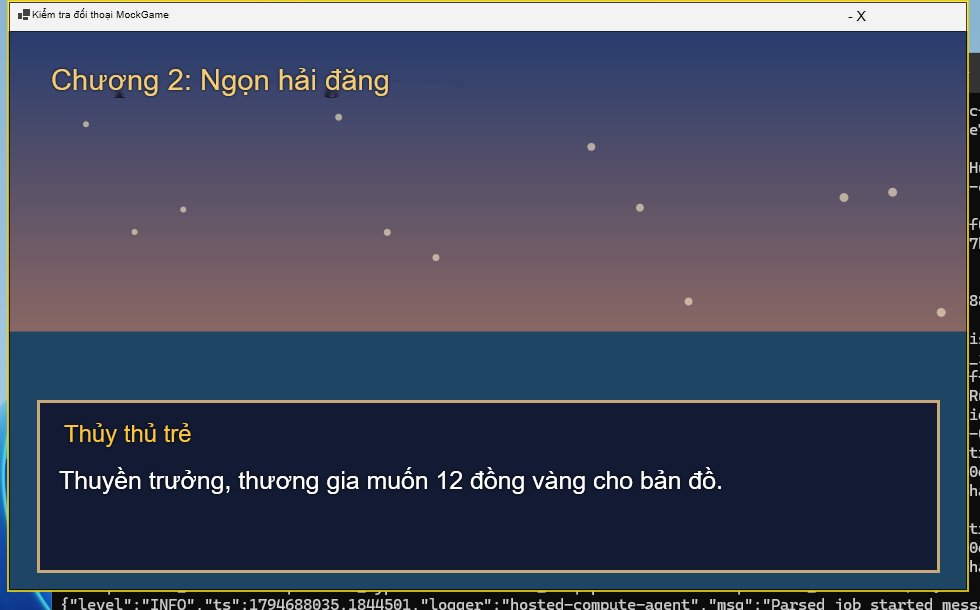 Kiểm tra đối thoại MockGame
- X
Chương 2: Ngọn hải đăng
Thủy thủ trẻ
Thuyền trưởng, thương gia muốn 12 đồng vàng cho bản đồ.
{"level":"INFO","ts":1794688035.1844501,"logger":"hosted-compute-agent","msg":"Parsed job started mes